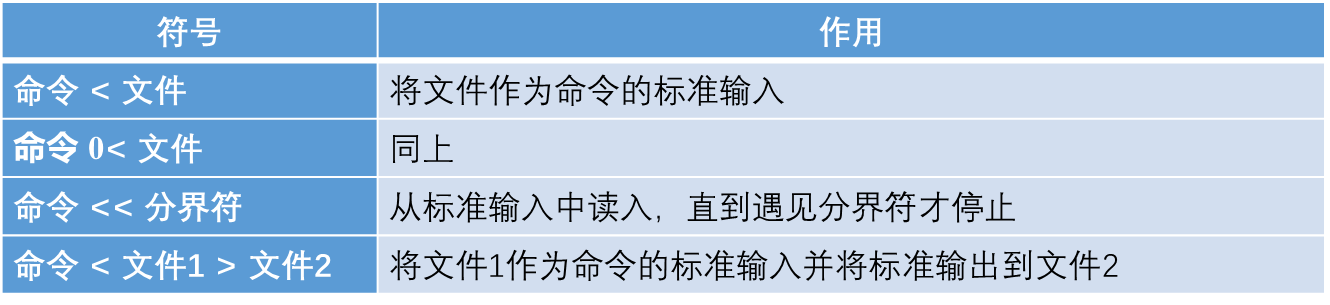 符号 作用
命令 < 文件 将文件作为命令的标准输入
命令 0< 文件 同上
命令 << 分界符 从标准输入中读入，直到遇见分界符才停止
命令 < 文件1 > 文件2 将文件1作为命令的标准输入并将标准输出到文件2